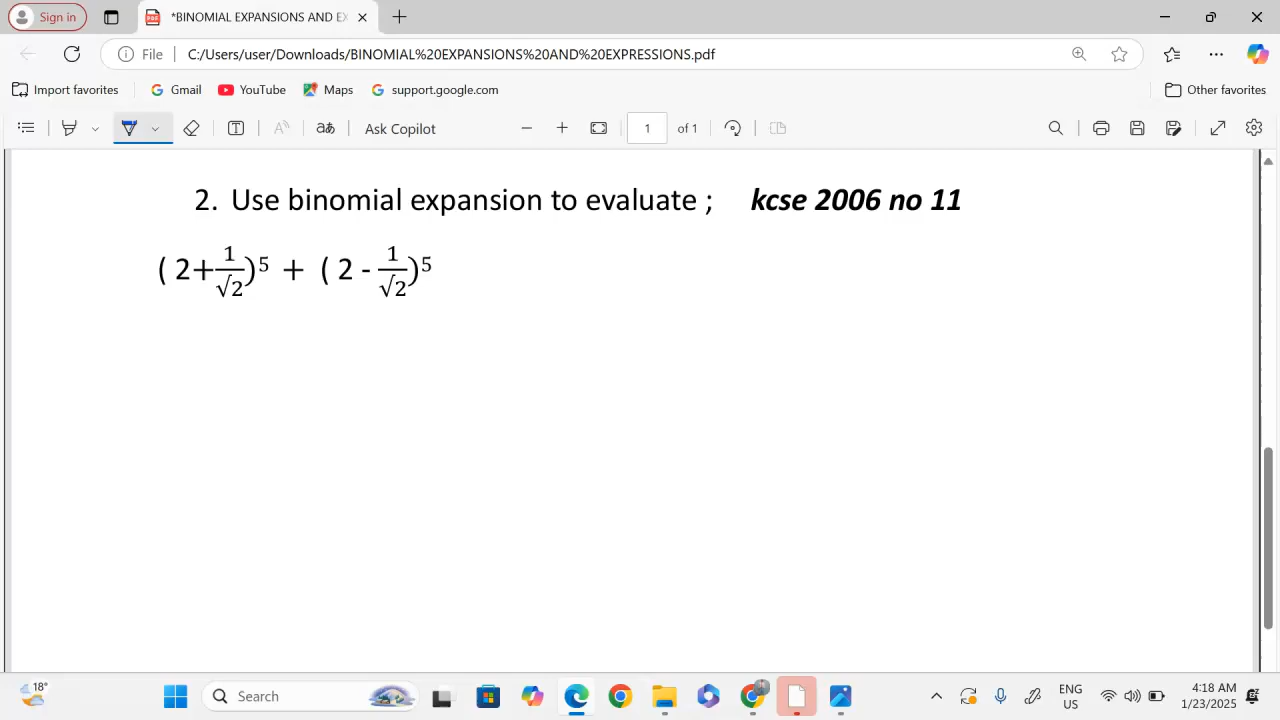 Sign in
*BINOMIAL EXPANSIONS AND EX
File
C:/Users/user/Downloads/BINOMIAL%20EXPANSIONS%20AND%20EXPRESSIONS.pdf
Import favorites
Gmail
YouTube
Maps
support.google.com
Other favorites
Ask Copilot
1
of 1
2. Use binomial expansion to evaluate ; kcse 2006 no 11
( 2+1/√2)⁵ + ( 2 - 1/√2)⁵
18°
Search
ENG
US
4:18 AM
1/23/2025